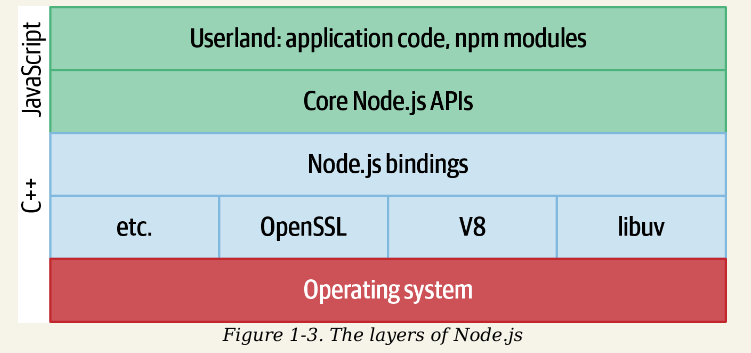 JavaScript
Userland: application code, npm modules
Core Node.js APIs
C++
Node.js bindings
etc.
OpenSSL
V8
libuv
Operating system
Figure 1-3. The layers of Node.js